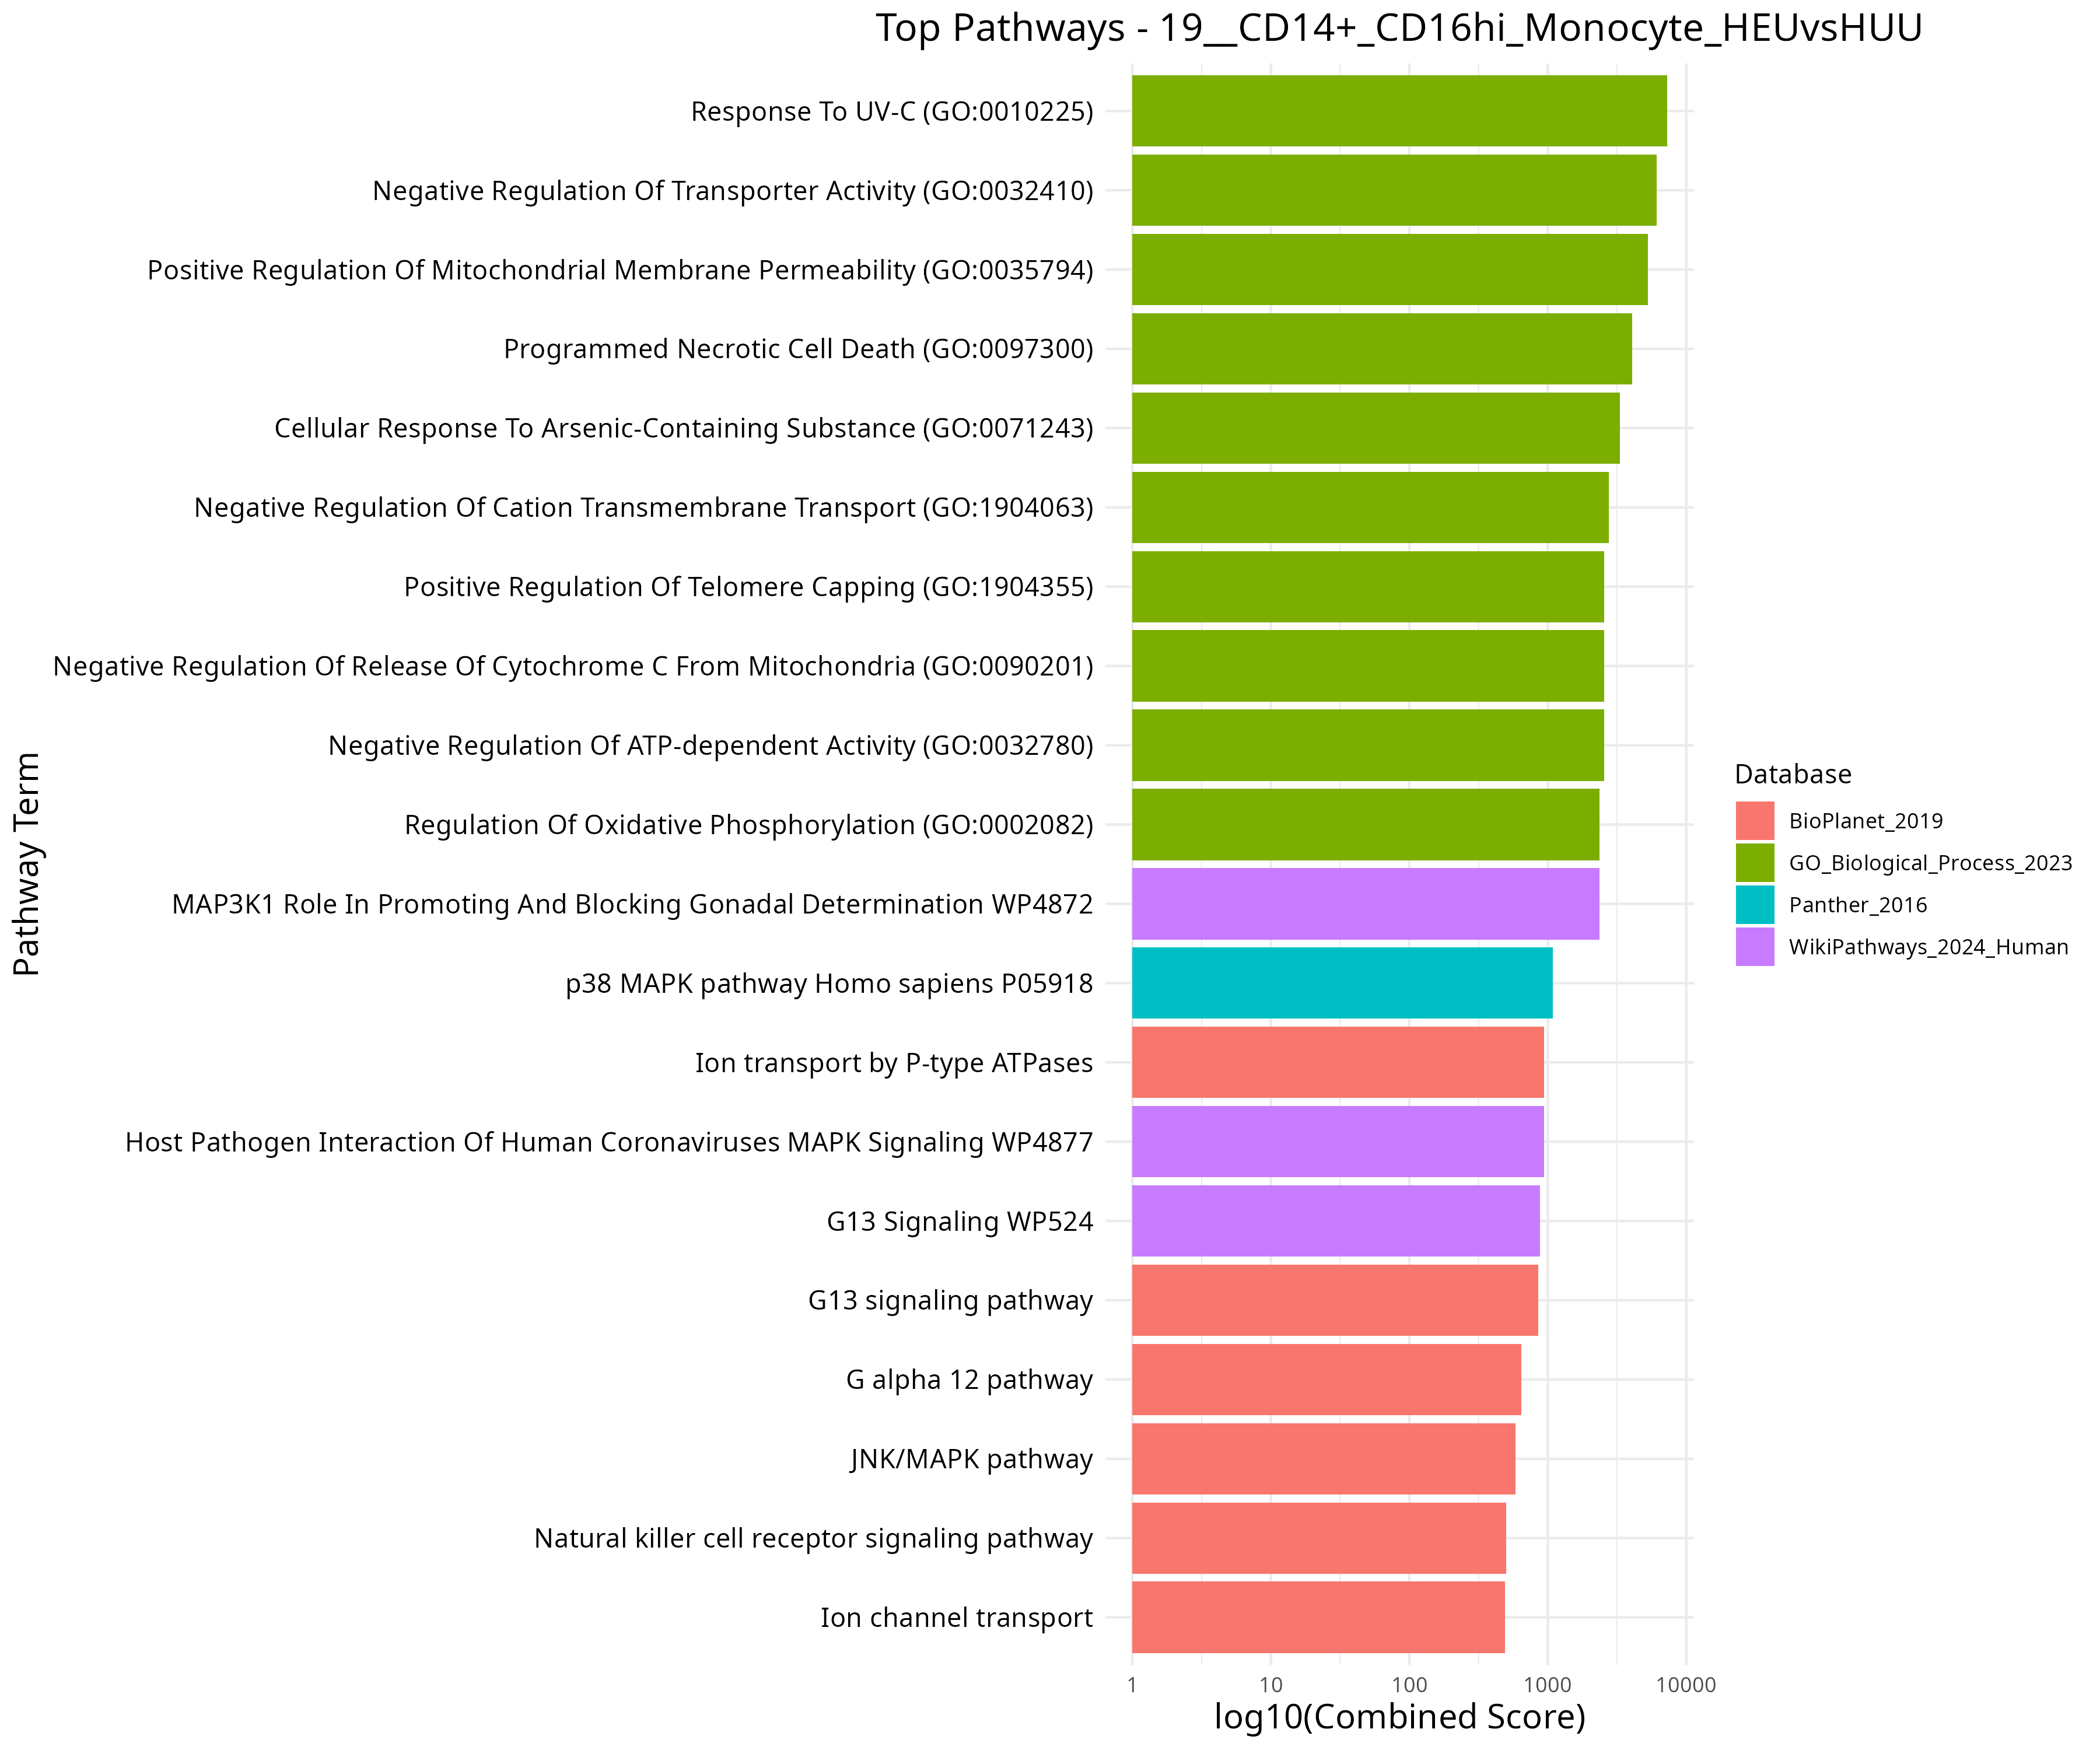 Top Pathways - 19__CD14+_CD16hi_Monocyte_HEUvsHUU
Response To UV-C (GO:0010225)
Negative Regulation Of Transporter Activity (GO:0032410)
Positive Regulation Of Mitochondrial Membrane Permeability (GO:0035794)
Programmed Necrotic Cell Death (GO:0097300)
Cellular Response To Arsenic-Containing Substance (GO:0071243)
Negative Regulation Of Cation Transmembrane Transport (GO:1904063)
Positive Regulation Of Telomere Capping (GO:1904355)
Negative Regulation Of Release Of Cytochrome C From Mitochondria (GO:0090201)
Negative Regulation Of ATP-dependent Activity (GO:0032780)
Regulation Of Oxidative Phosphorylation (GO:0002082)
MAP3K1 Role In Promoting And Blocking Gonadal Determination WP4872
p38 MAPK pathway Homo sapiens P05918
Ion transport by P-type ATPases
Host Pathogen Interaction Of Human Coronaviruses MAPK Signaling WP4877
G13 Signaling WP524
G13 signaling pathway
G alpha 12 pathway
JNK/MAPK pathway
Natural killer cell receptor signaling pathway
Ion channel transport
Pathway Term
1 10 100 1000 10000
log10(Combined Score)
Database
BioPlanet_2019
GO_Biological_Process_2023
Panther_2016
WikiPathways_2024_Human